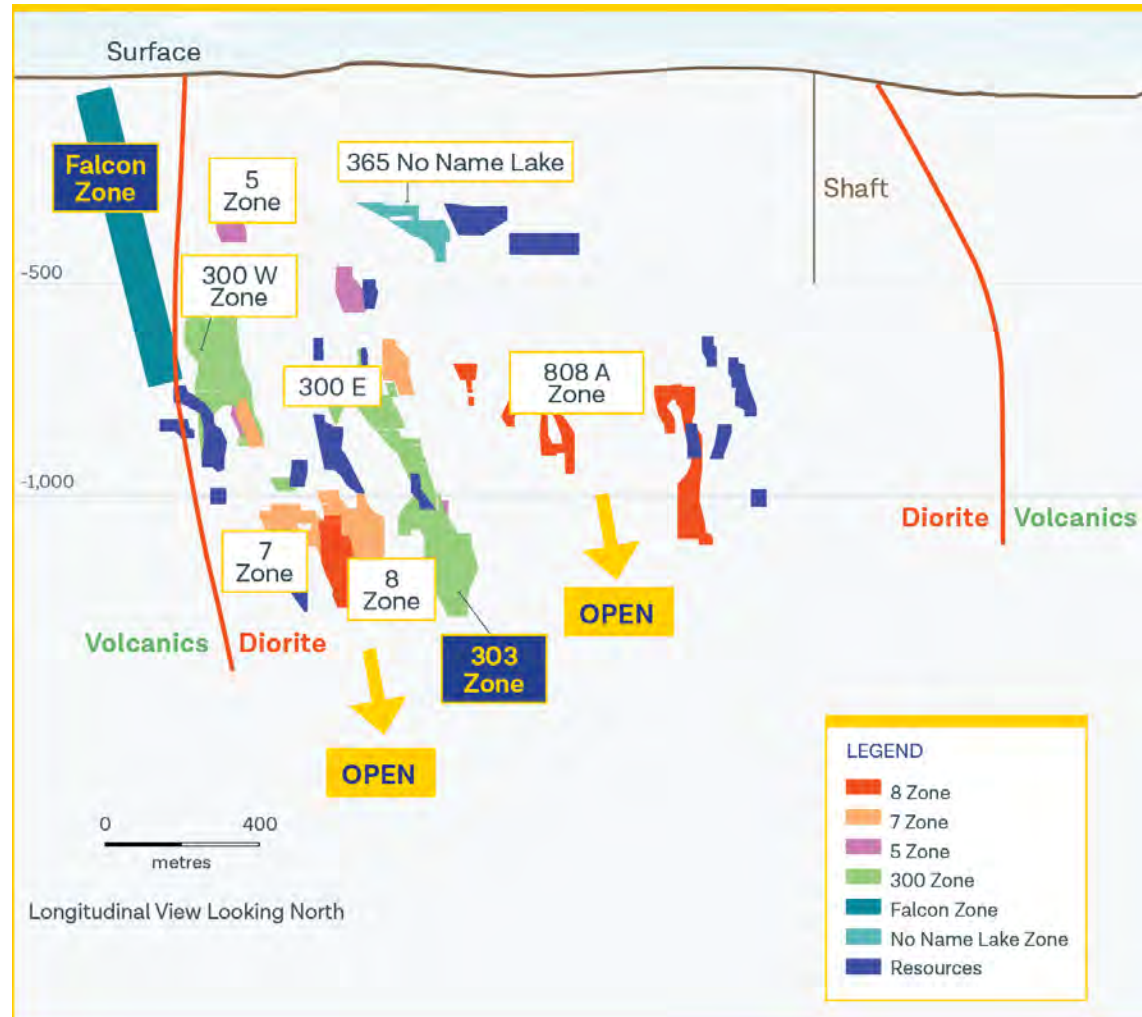 Surface
Falcon
Zone
5
Zone
365 No Name Lake
Shaft
-500
300 W
Zone
300 E
808 A
Zone
-1,000
Diorite
Volcanics
7
Zone
8
Zone
OPEN
Volcanics
Diorite
303
Zone
OPEN
0
400
metres
Longitudinal View Looking North
LEGEND
8 Zone
7 Zone
5 Zone
300 Zone
Falcon Zone
No Name Lake Zone
Resources